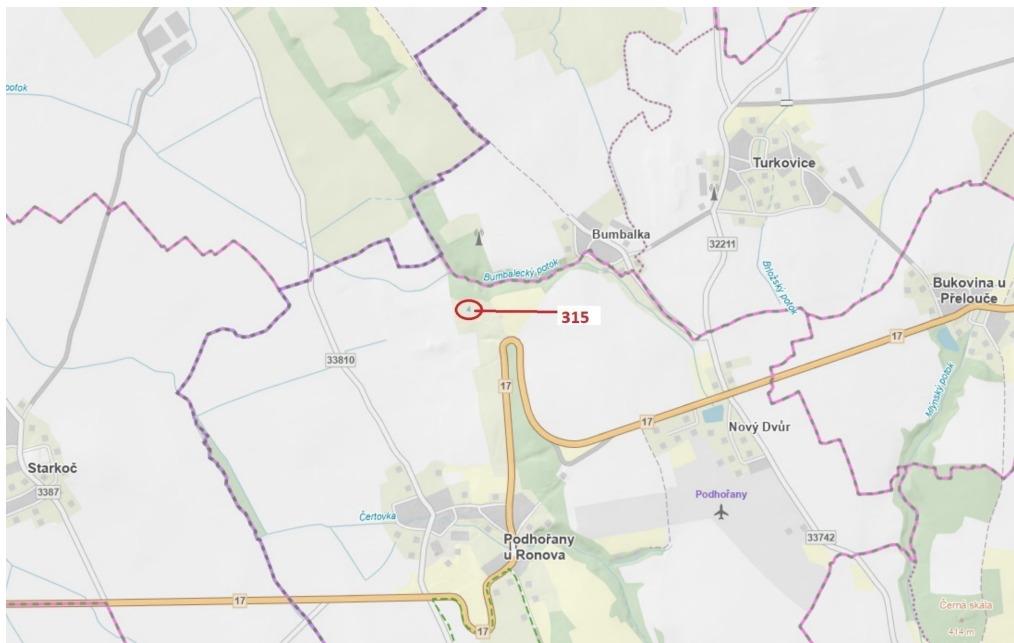 potok
Turkovice
Bumbalka
32211
Bumbalecký potok
Brložský potok
Bukovina u
Přelouče
315
17
33810
17
17
Mlýnský potok
Nový Dvůr
Starkoč
3387
Podhořany
Čertovka
Podhořany
u Ronova
33742
17
Černá skála
414 m
17